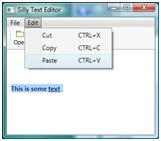 Silly Text Editor
File Edit
Cut CTRL+X
Copy CTRL+C
Paste CTRL+V
This is some text